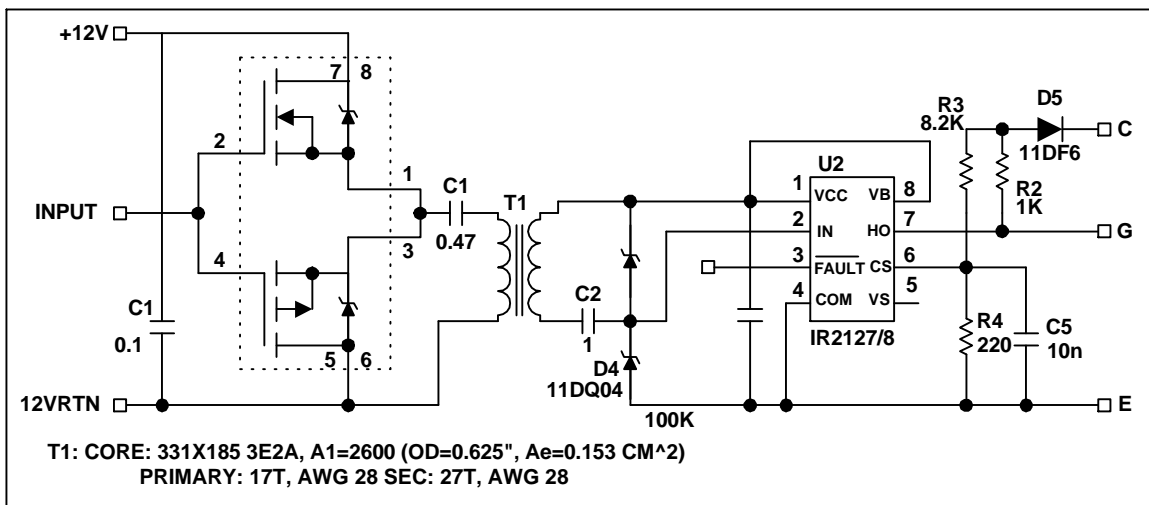 +12V
7 8
2
INPUT
4
1
3
5 6
C1
0.1
12VRTN
C1
0.47
T1
C2
1
D4
11DQ04
100K
U2
1 VCC VB 8
2 IN HO 7
3 FAULT CS 6
4 COM VS 5
IR2127/8
R3
8.2K
D5
11DF6
R2
1K
R4
220
C5
10n
C
G
E
T1: CORE: 331X185 3E2A, A1=2600 (OD=0.625", Ae=0.153 CM^2)
PRIMARY: 17T, AWG 28 SEC: 27T, AWG 28